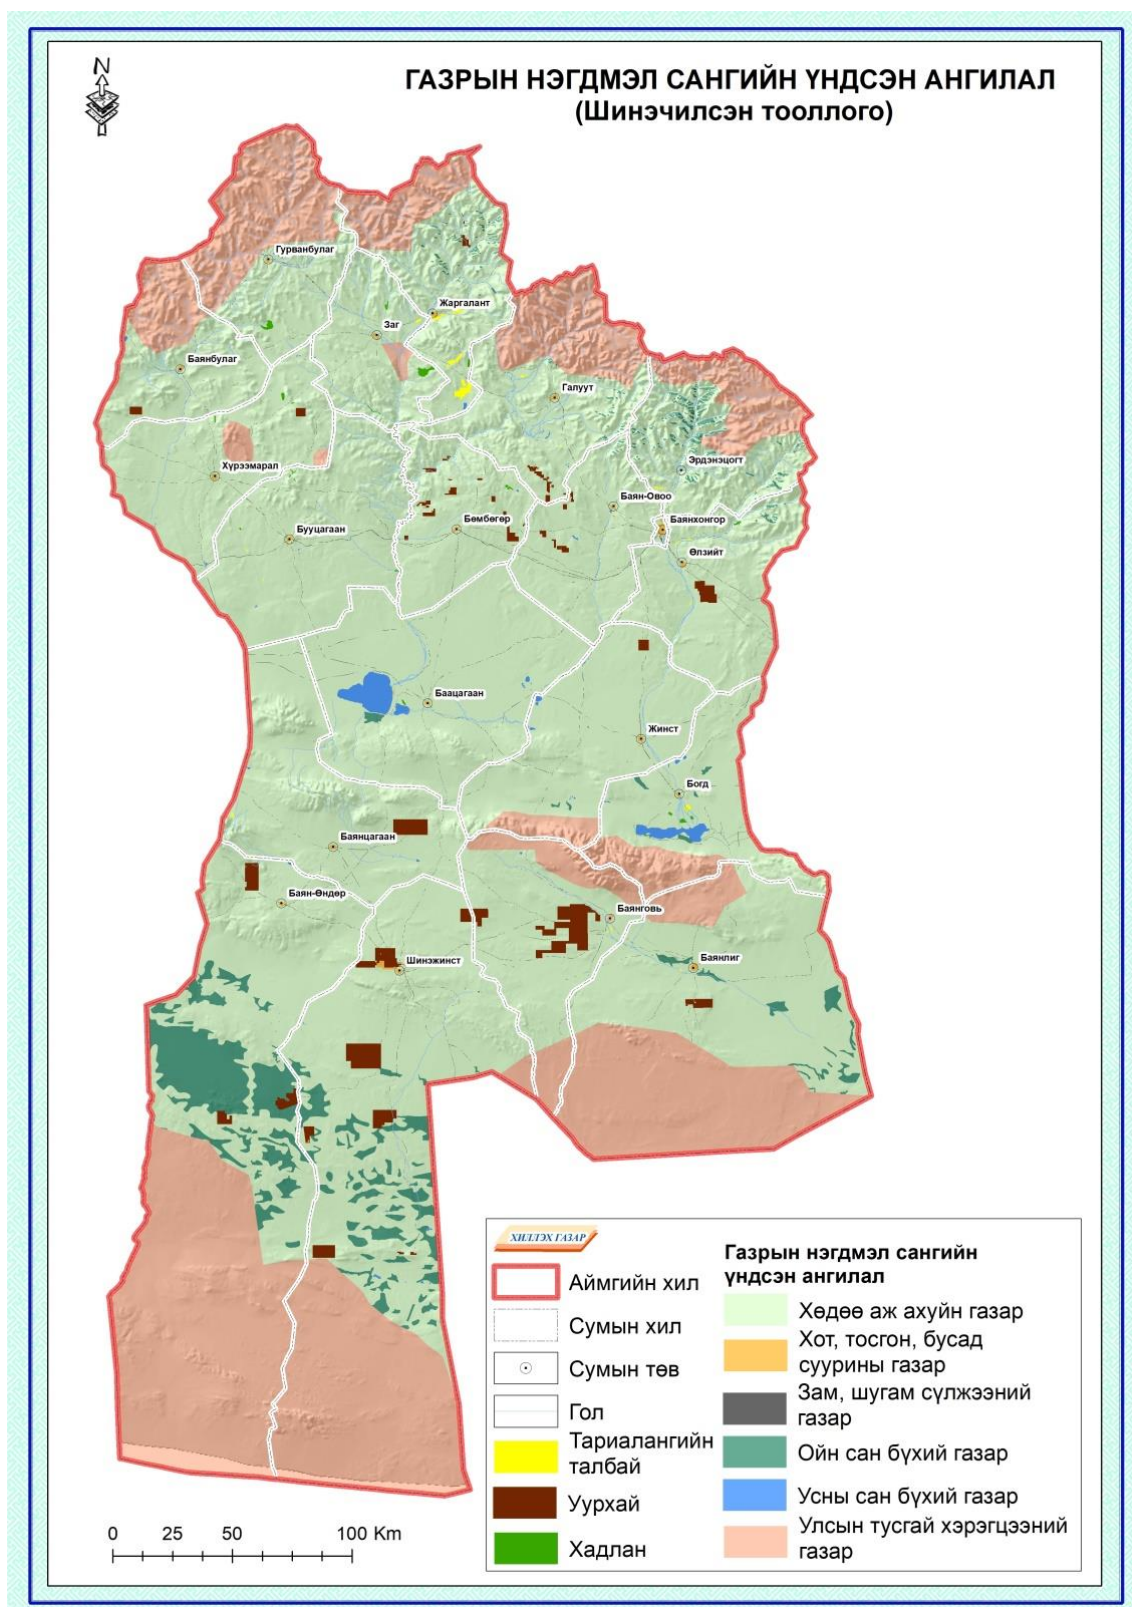 N
ГАЗРЫН НЭГДМЭЛ САНГИЙН ҮНДСЭН АНГИЛАЛ
(Шинэчилсэн тооллого)
Гурванбулаг
Жаргалант
Заг
Баянбулаг
Галуут
Хүрээмарал
Эрдэнэцогт
Баян-Овоо
Бууцагаан
Бөмбөгөр
Баянхонгор
Өлзийт
Баацагаан
Жинст
Богд
Баянцагаан
Баян-Өндөр
Баянговь
Шинэжинст
Баянлиг
ХИЛЛЭХ ГАЗАР
Аймгийн хил
Сумын хил
Сумын төв
Гол
Тариалангийн
талбай
Уурхай
Хадлан
Газрын нэгдмэл сангийн
үндсэн ангилал
Хөдөө аж ахуйн газар
Хот, тосгон, бусад
суурины газар
Зам, шугам сүлжээний
газар
Ойн сан бүхий газар
Усны сан бүхий газар
Улсын тусгай хэрэгцээний
газар
0 25 50 100 Km